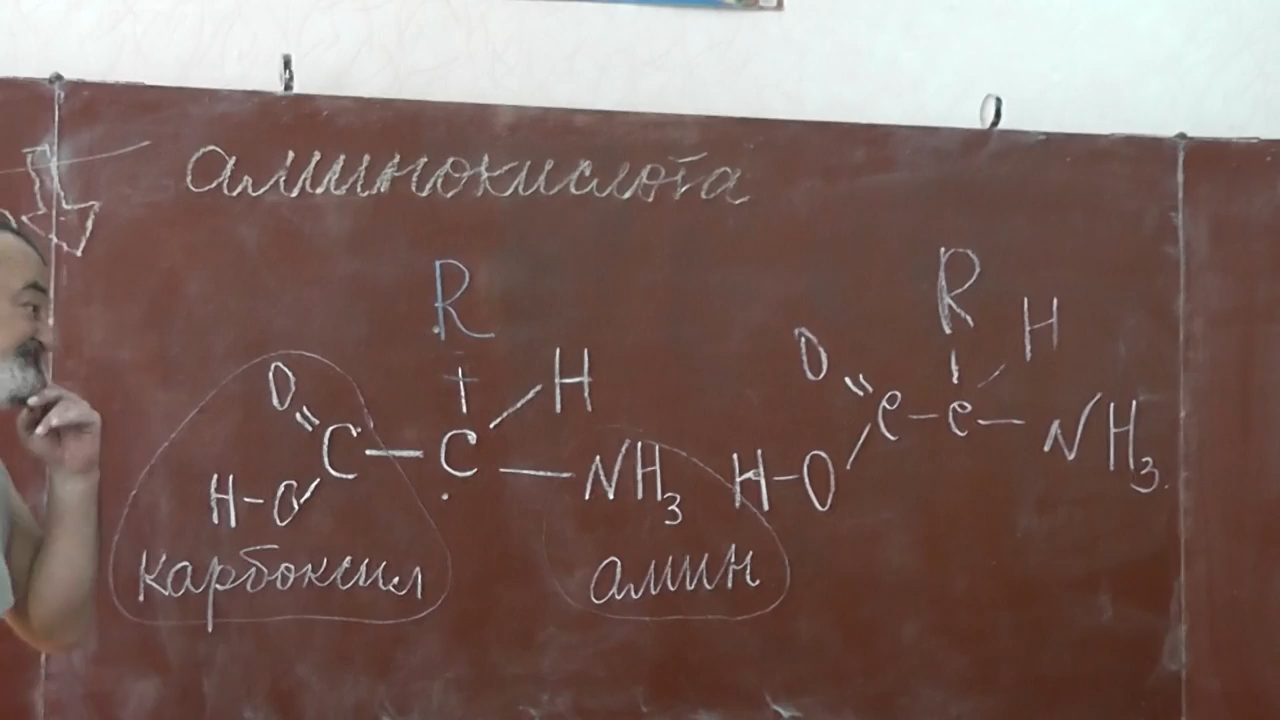 аминокислота
R R
O H O H
C — C — NH3 C – C – NH3
H–O H–O
карбоксил амин